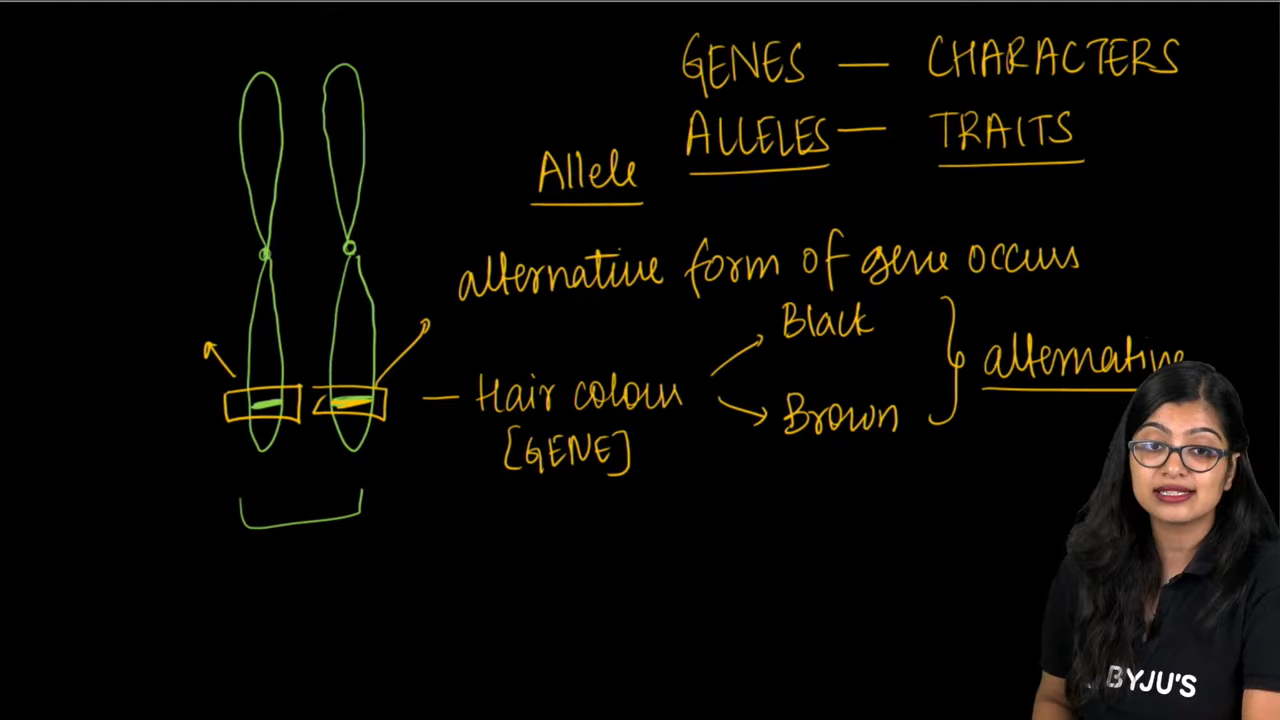 GENES — CHARACTERS
ALLELES — TRAITS
Allele
alternative form of gene occurs
— Hair colour
[GENE]
Black
Brown
alternative
BYJU'S